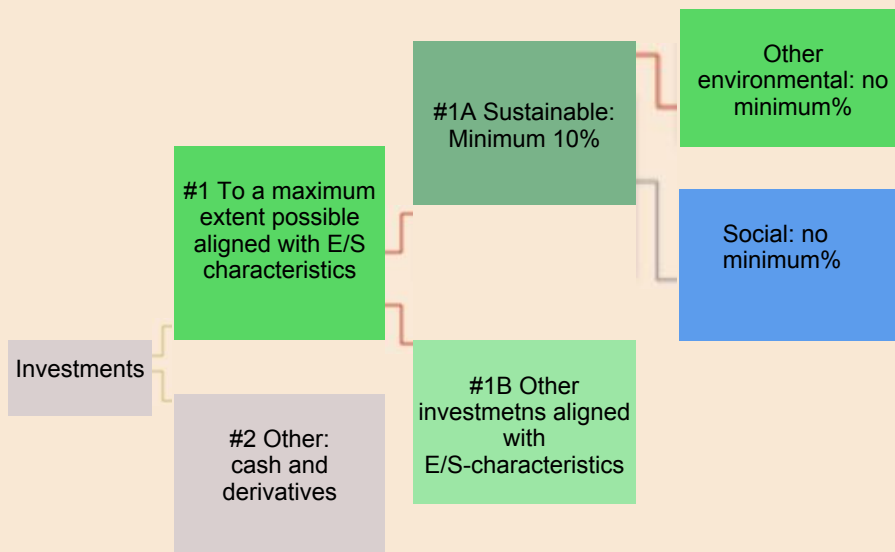 Investments
#1 To a maximum
extent possible
aligned with E/S
characteristics
#2 Other:
cash and
derivatives
#1A Sustainable:
Minimum 10%
#1B Other
investmetns aligned
with
E/S-characteristics
Other
environmental: no
minimum%
Social: no
minimum%